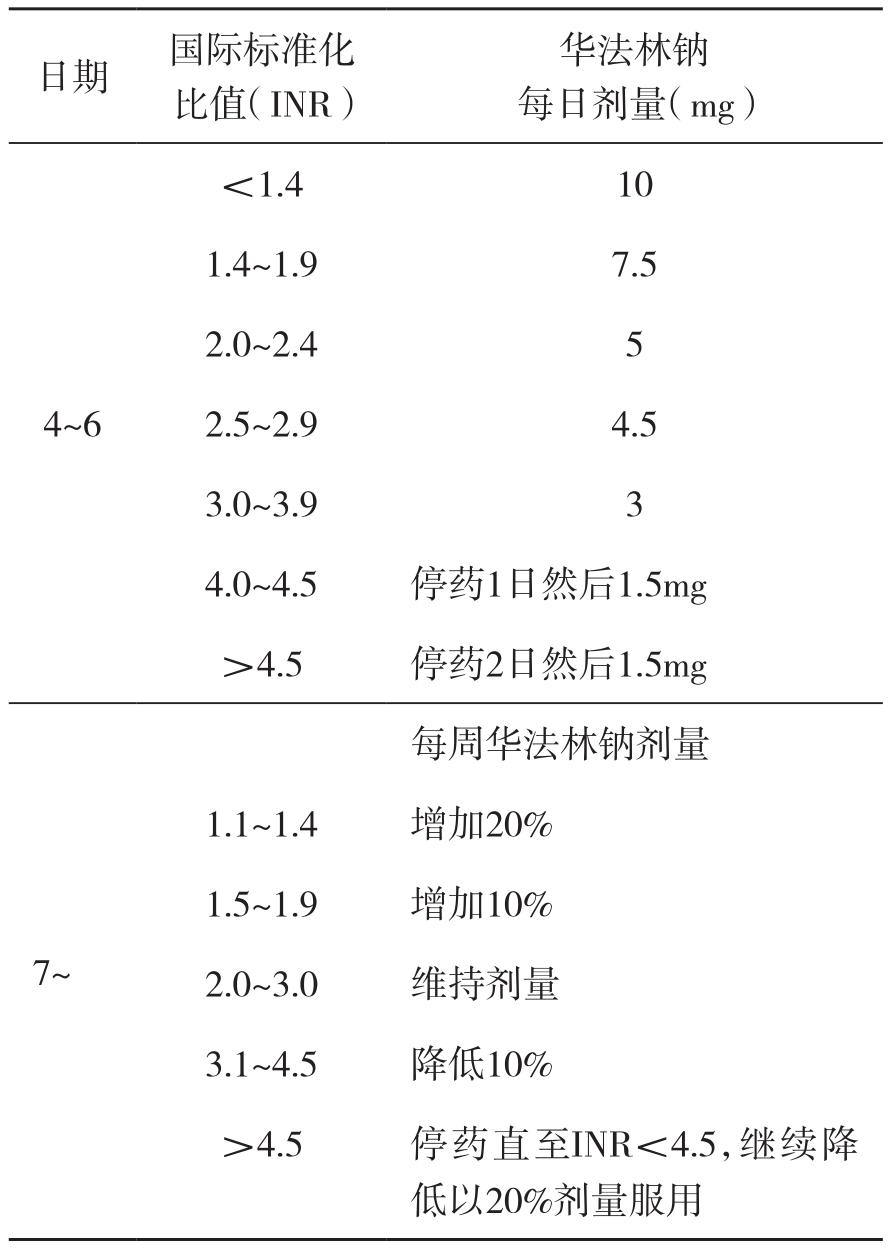 日期 国际标准化 华法林钠
比值( INR ) 每日剂量( mg )
<1.4 10
1.4~1.9 7.5
2.0~2.4 5
4~6 2.5~2.9 4.5
3.0~3.9 3
4.0~4.5 停药1日然后1.5mg
>4.5 停药2日然后1.5mg
每周华法林钠剂量
1.1~1.4 增加20%
1.5~1.9 增加10%
7~ 2.0~3.0 维持剂量
3.1~4.5 降低10%
>4.5 停药直至INR<4.5,继续降
低以20%剂量服用